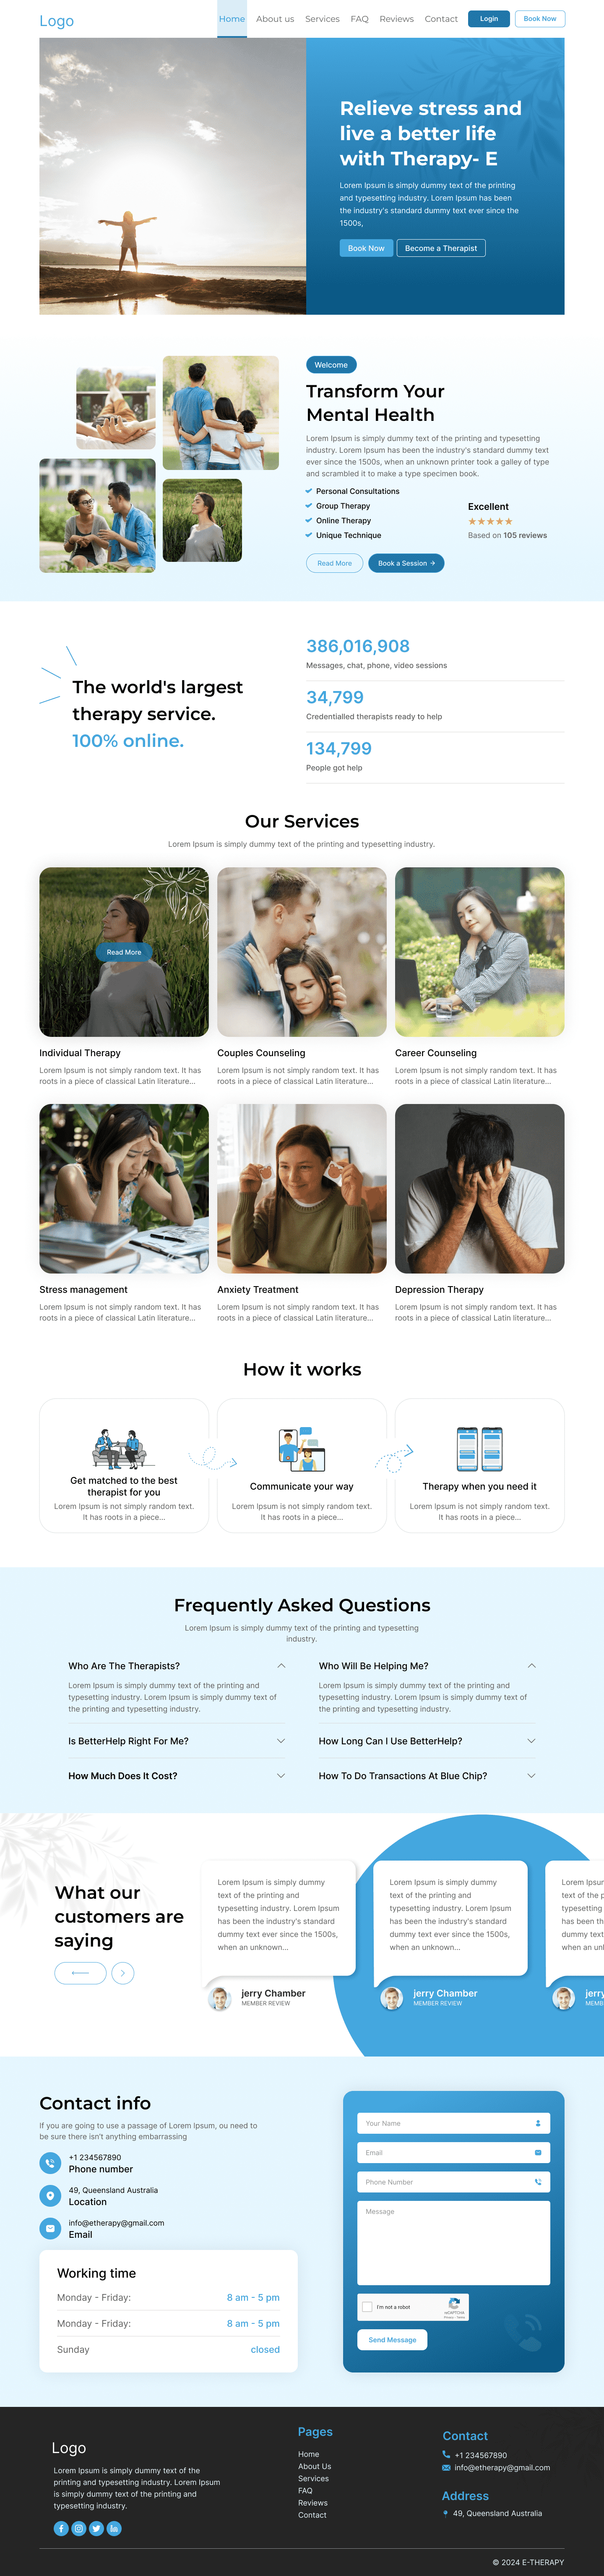 Logo
Home About us Services FAQ Reviews Contact Login Book Now
Relieve stress and
live a better life
with Therapy- E
Lorem Ipsum is simply dummy text of the printing
and typesetting industry. Lorem Ipsum has been
the industry's standard dummy text ever since the
1500s,
Book Now Become a Therapist
Welcome
Transform Your
Mental Health
Lorem Ipsum is simply dummy text of the printing and typesetting
industry. Lorem Ipsum has been the industry's standard dummy text
ever since the 1500s, when an unknown printer took a galley of type
and scrambled it to make a type specimen book.
Personal Consultations
Group Therapy
Online Therapy
Unique Technique
Excellent
Based on 105 reviews
Read More Book a Session
The world's largest
therapy service.
100% online.
386,016,908
Messages, chat, phone, video sessions
34,799
Credentialled therapists ready to help
134,799
People got help
Our Services
Lorem Ipsum is simply dummy text of the printing and typesetting industry.
Read More
Individual Therapy
Lorem Ipsum is not simply random text. It has
roots in a piece of classical Latin literature...
Couples Counseling
Lorem Ipsum is not simply random text. It has
roots in a piece of classical Latin literature...
Career Counseling
Lorem Ipsum is not simply random text. It has
roots in a piece of classical Latin literature...
Stress management
Lorem Ipsum is not simply random text. It has
roots in a piece of classical Latin literature...
Anxiety Treatment
Lorem Ipsum is not simply random text. It has
roots in a piece of classical Latin literature...
Depression Therapy
Lorem Ipsum is not simply random text. It has
roots in a piece of classical Latin literature...
How it works
Get matched to the best
therapist for you
Lorem Ipsum is not simply random text.
It has roots in a piece...
Communicate your way
Lorem Ipsum is not simply random text.
It has roots in a piece...
Therapy when you need it
Lorem Ipsum is not simply random text.
It has roots in a piece...
Frequently Asked Questions
Lorem Ipsum is simply dummy text of the printing and typesetting
industry.
Who Are The Therapists?
Lorem Ipsum is simply dummy text of the printing and
typesetting industry. Lorem Ipsum is simply dummy text of
the printing and typesetting industry.
Is BetterHelp Right For Me?
How Much Does It Cost?
Who Will Be Helping Me?
Lorem Ipsum is simply dummy text of the printing and
typesetting industry. Lorem Ipsum is simply dummy text of
the printing and typesetting industry.
How Long Can I Use BetterHelp?
How To Do Transactions At Blue Chip?
What our
customers are
saying
Lorem Ipsum is simply dummy
text of the printing and
typesetting industry. Lorem Ipsum
has been the industry's standard
dummy text ever since the 1500s,
when an unknown...
jerry Chamber
MEMBER REVIEW
Lorem Ipsum is simply dummy
text of the printing and
typesetting industry. Lorem Ipsum
has been the industry's standard
dummy text ever since the 1500s,
when an unknown...
jerry Chamber
MEMBER REVIEW
Lorem Ipsum
text of the p
typesetting
has been th
dummy text
when an unk
jerry
MEMB
Contact info
If you are going to use a passage of Lorem Ipsum, ou need to
be sure there isn't anything embarrassing
+1 234567890
Phone number
49, Queensland Australia
Location
info@etherapy@gmail.com
Email
Working time
Monday - Friday: 8 am - 5 pm
Monday - Friday: 8 am - 5 pm
Sunday closed
Your Name
Email
Phone Number
Message
I'm not a robot
reCAPTCHA
Privacy - Terms
Send Message
Logo
Lorem Ipsum is simply dummy text of the
printing and typesetting industry. Lorem Ipsum
is simply dummy text of the printing and
typesetting industry.
Pages
Home
About Us
Services
FAQ
Reviews
Contact
Contact
+1 234567890
info@etherapy@gmail.com
Address
49, Queensland Australia
© 2024 E-THERAPY